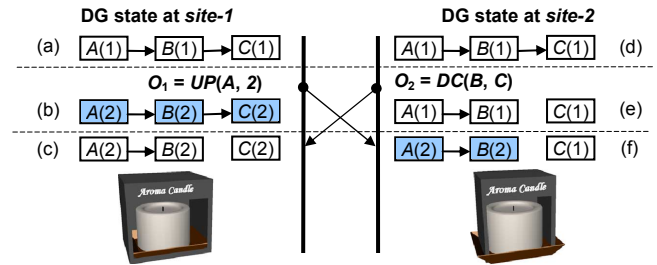 DG state at site-1 DG state at site-2
(a) A(1) B(1) C(1) A(1) B(1) C(1) (d)
O1 = UP(A, 2) O2 = DC(B, C)
(b) A(2) B(2) C(2) A(1) B(1) C(1) (e)
(c) A(2) B(2) C(2) A(2) B(2) C(1) (f)
Aroma Candle Aroma Candle